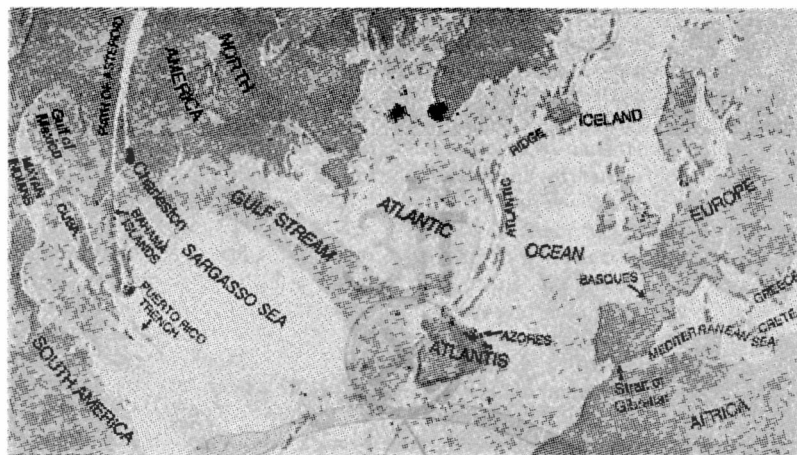 PATH OF ASTEROID
NORTH
AMERICA
Gulf of
Mexico
MAYAN
INDIANS
CUBA
Charleston
BAHAMA
ISLANDS
GULF STREAM
SARGASSO SEA
PUERTO RICO
TRENCH
SOUTH AMERICA
ATLANTIC
OCEAN
ATLANTIC
RIDGE
ICELAND
EUROPE
BASQUES
GREECE
CRETE
MEDITERRANEAN
SEA
AZORES
ATLANTIS
Strait of
Gibraltar
AFRICA